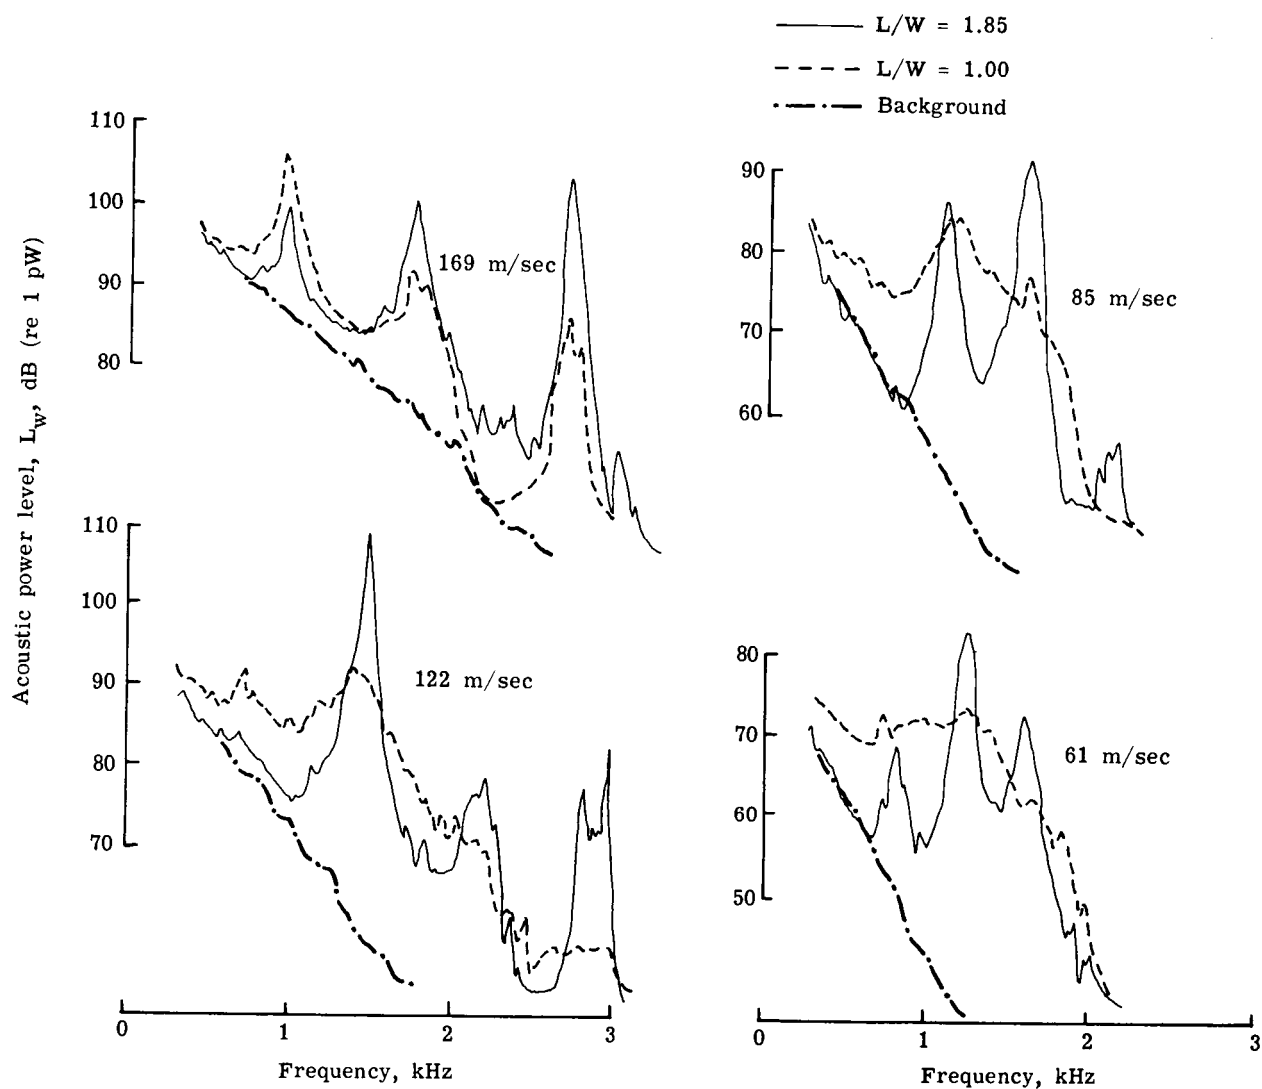 L/W = 1.85
L/W = 1.00
Background
Acoustic power level, L_W, dB (re 1 pW)
110
100
90
80
169 m/sec
90
80
70
60
85 m/sec
110
100
90
80
70
122 m/sec
80
70
60
50
61 m/sec
0 1 2 3
Frequency, kHz
0 1 2 3
Frequency, kHz